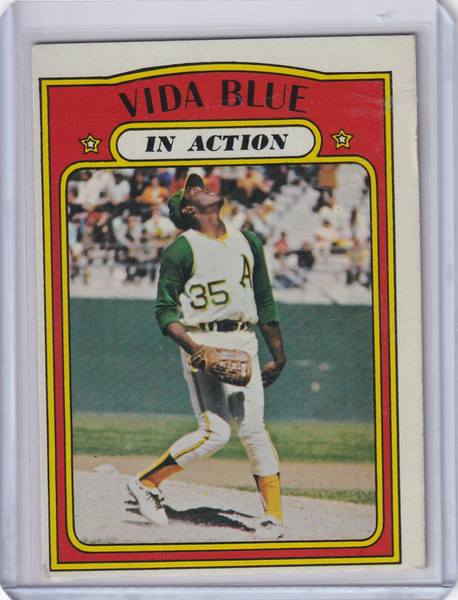 VIDA BLUE
IN ACTION
A
35